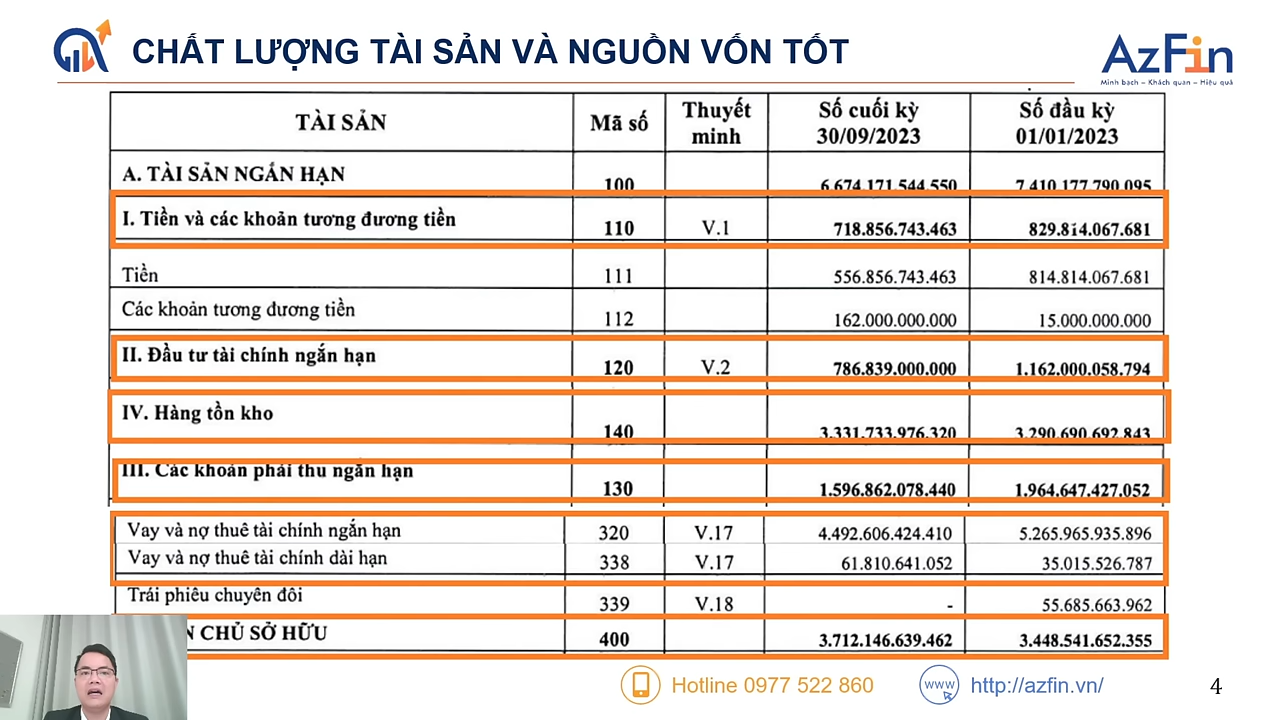 CHẤT LƯỢNG TÀI SẢN VÀ NGUỒN VỐN TỐT
AzFin
Minh bạch – Khách quan – Hiệu quả
TÀI SẢN Mã số Thuyết minh Số cuối kỳ 30/09/2023 Số đầu kỳ 01/01/2023
A. TÀI SẢN NGẮN HẠN 100 6.674.171.544.550 7.410.177.790.095
I. Tiền và các khoản tương đương tiền 110 V.1 718.856.743.463 829.814.067.681
Tiền 111 556.856.743.463 814.814.067.681
Các khoản tương đương tiền 112 162.000.000.000 15.000.000.000
II. Đầu tư tài chính ngắn hạn 120 V.2 786.839.000.000 1.162.000.058.794
IV. Hàng tồn kho 140 3.331.733.976.320 3.290.690.692.843
III. Các khoản phải thu ngắn hạn 130 1.596.862.078.440 1.964.647.427.052
Vay và nợ thuê tài chính ngắn hạn 320 V.17 4.492.606.424.410 5.265.965.935.896
Vay và nợ thuê tài chính dài hạn 338 V.17 61.810.641.052 35.015.526.787
Trái phiếu chuyển đổi 339 V.18 - 55.685.663.962
N CHỦ SỞ HỮU 400 3.712.146.639.462 3.448.541.652.355
Hotline 0977 522 860 www http://azfin.vn/ 4